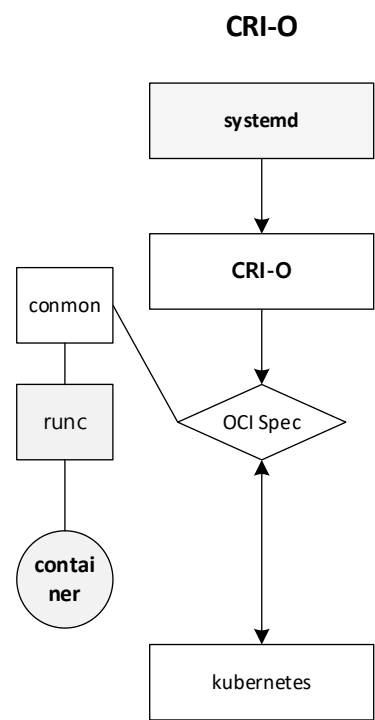 CRI-O
systemd
CRI-O
conmon
runc
OCI Spec
contai
ner
kubernetes